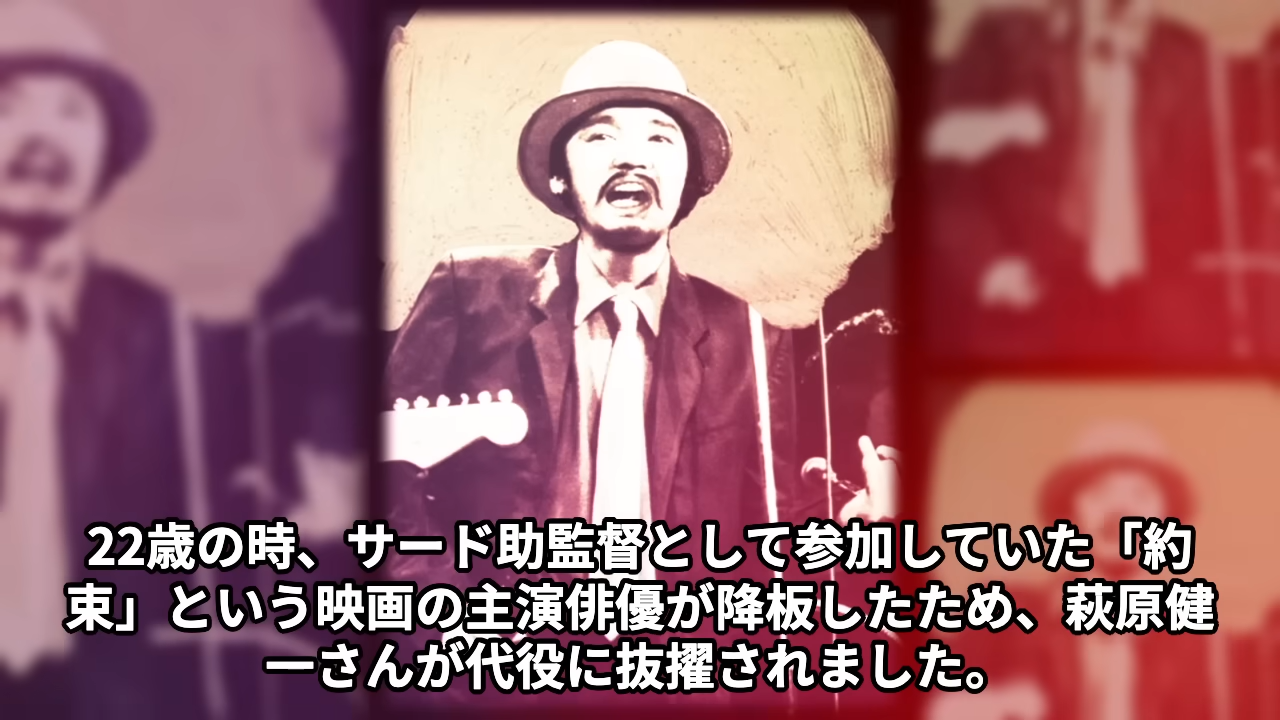 22歳の時、サード助監督として参加していた「約
束」という映画の主演俳優が降板したため、萩原健
一さんが代役に抜擢されました。